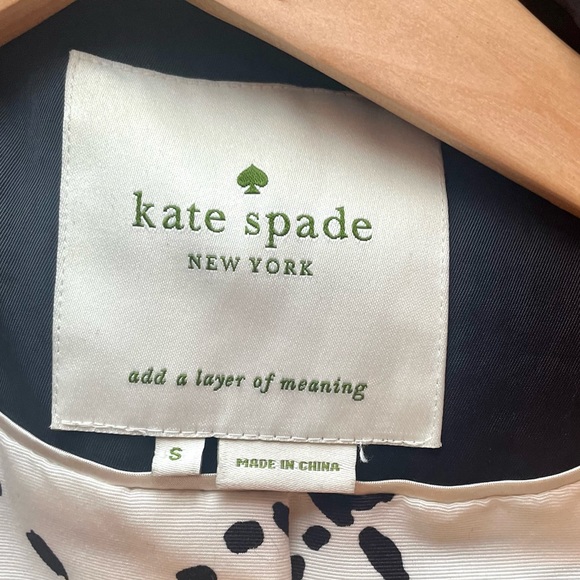 kate spade
NEW YORK
add a layer of meaning
S
MADE IN CHINA